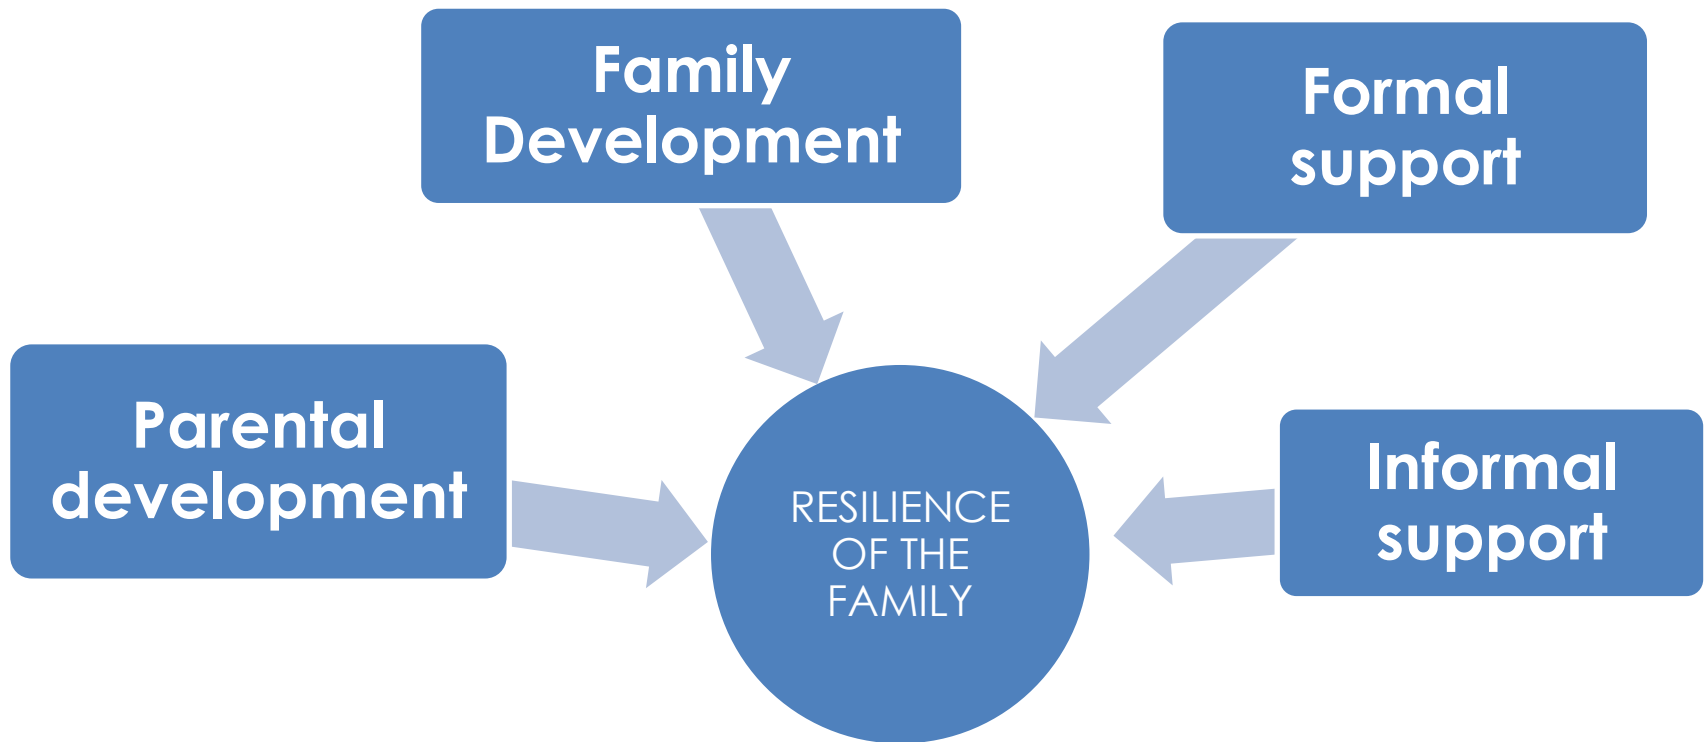 Family
Development
Formal
support
Parental
development
Informal
support
RESILIENCE
OF THE
FAMILY